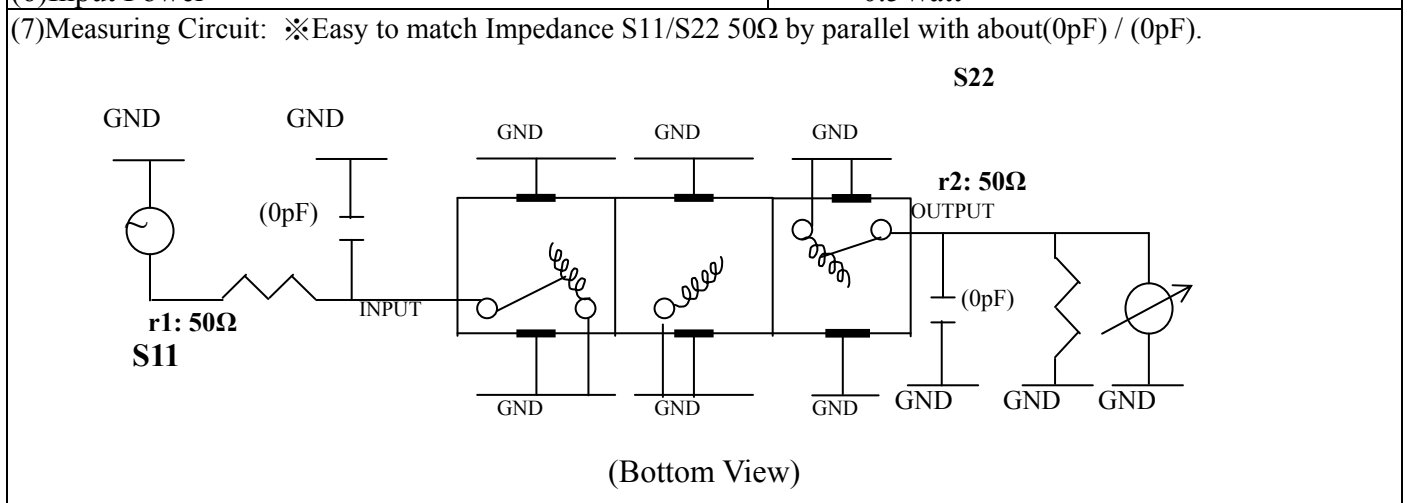 (7)Measuring Circuit: ※Easy to match Impedance S11/S22 50Ω by parallel with about(0pF) / (0pF).
S22
GND GND GND GND GND
r2: 50Ω
(0pF) OUTPUT
INPUT (0pF)
r1: 50Ω
S11
GND GND GND GND GND GND
(Bottom View)